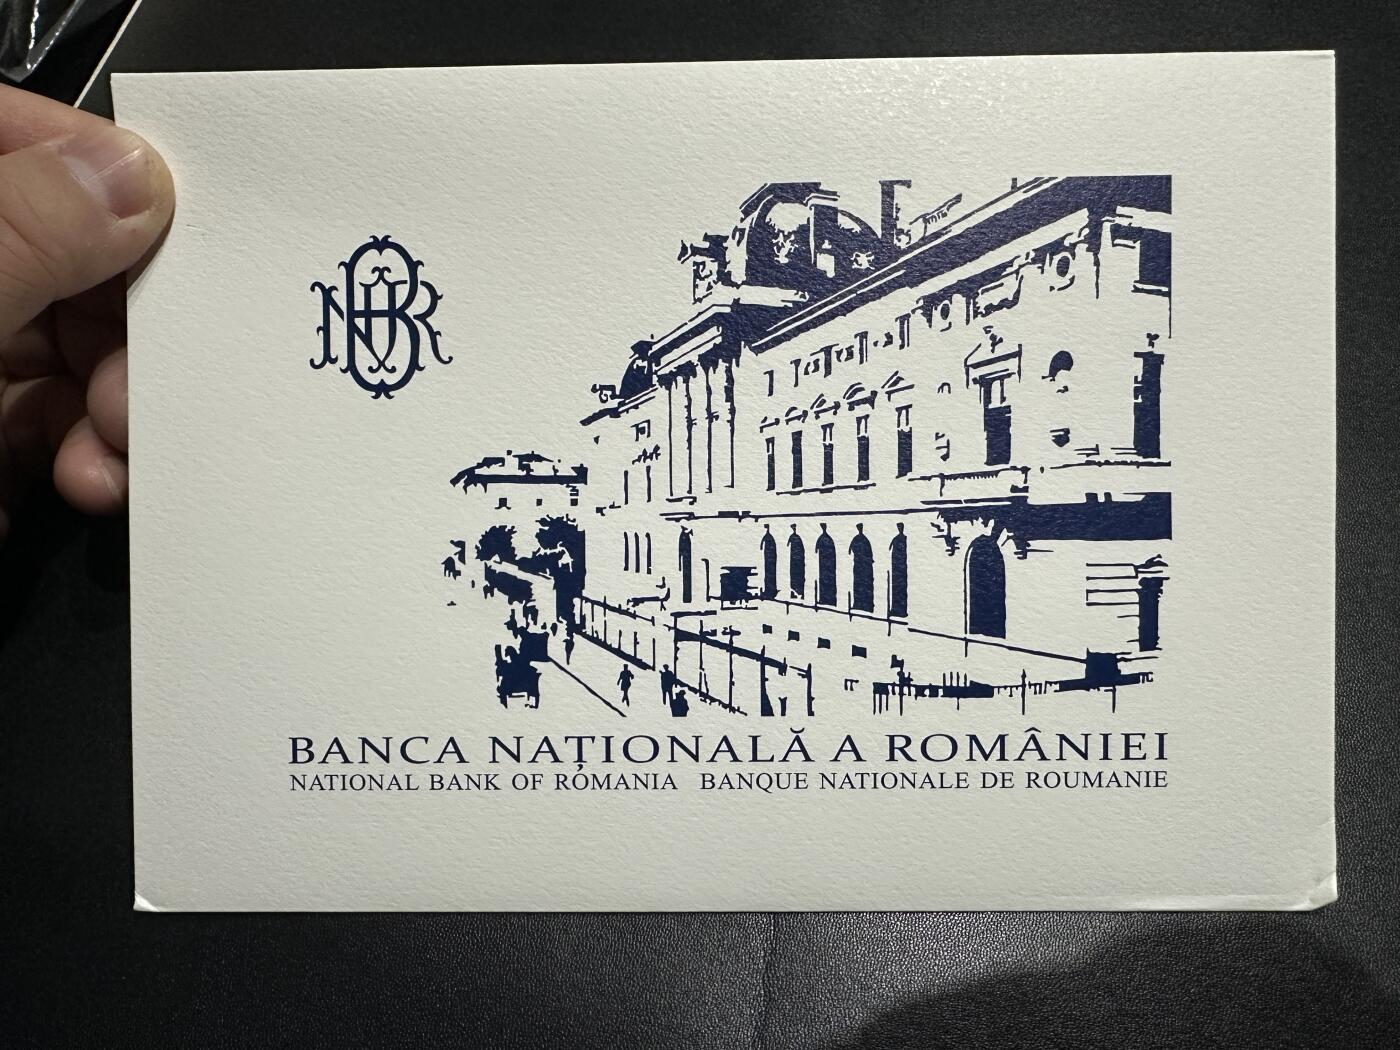 BANCA NAȚIONALĂ A ROMÂNIEI
NATIONAL BANK OF ROMANIA BANQUE NATIONALE DE ROUMANIE